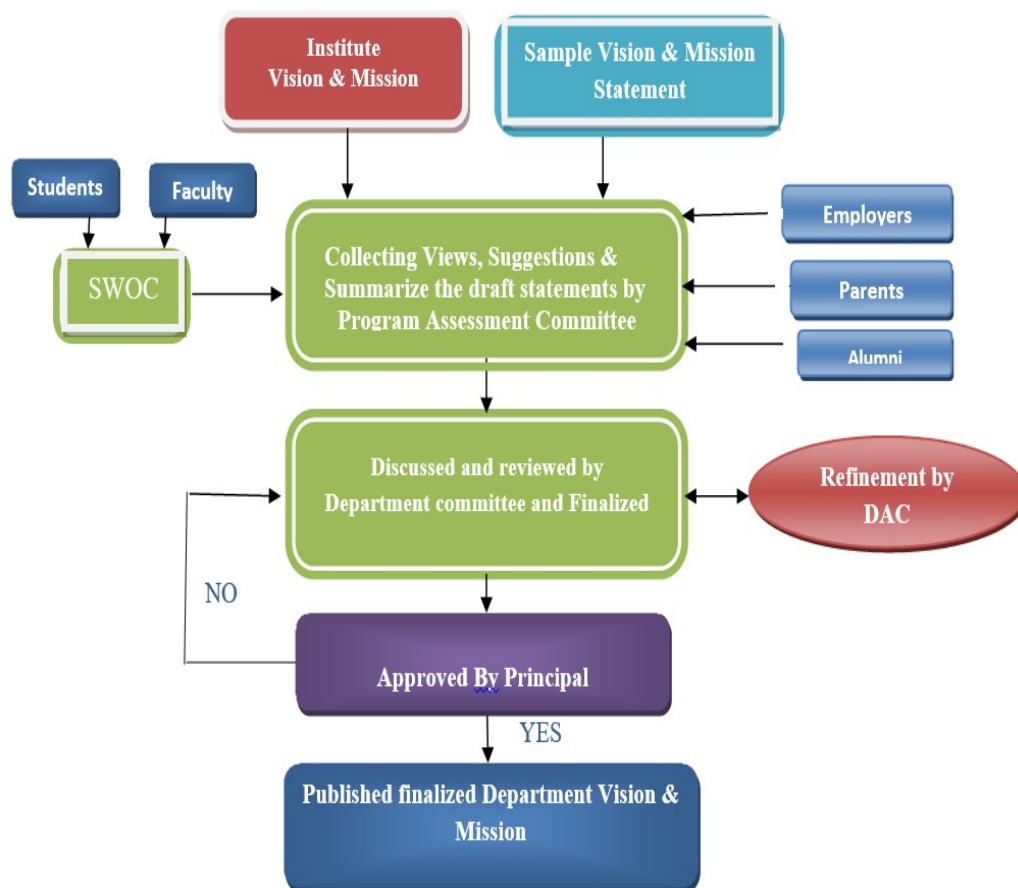 Institute
Vision & Mission
Sample Vision & Mission
Statement
Students
Faculty
SWOC
Collecting Views, Suggestions &
Summarize the draft statements by
Program Assessment Committee
Employers
Parents
Alumni
Discussed and reviewed by
Department committee and Finalized
Refinement by
DAC
NO
Approved By Principal
YES
Published finalized Department Vision &
Mission